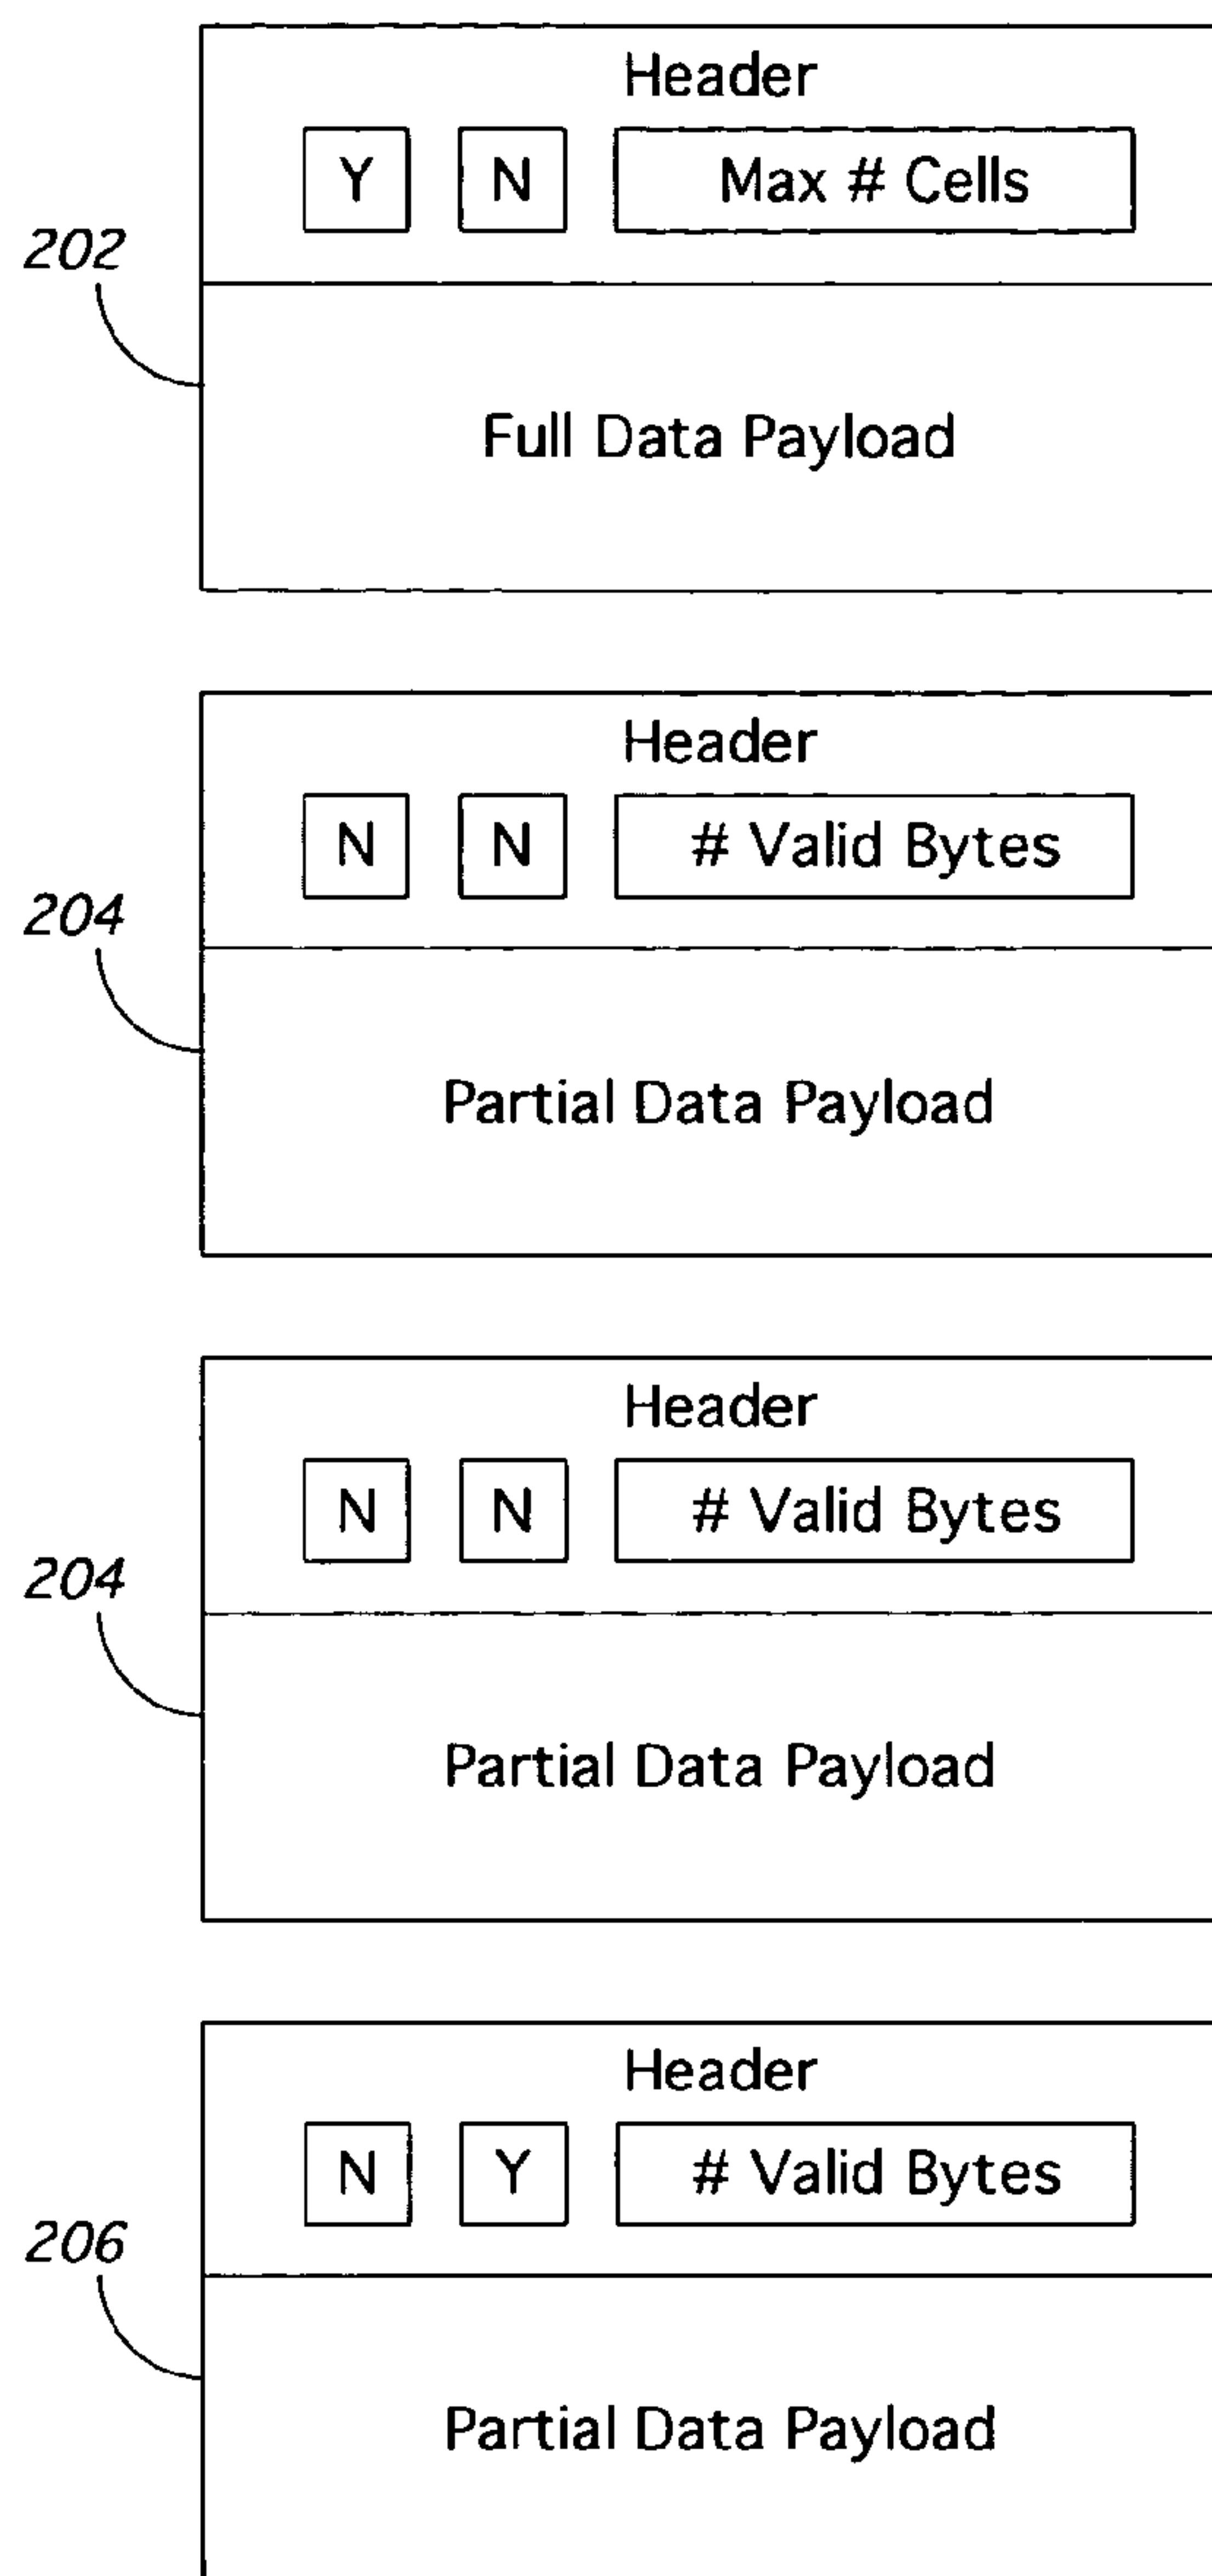 Header
Y N Max # Cells
202
Full Data Payload
Header
N N # Valid Bytes
204
Partial Data Payload
Header
N N # Valid Bytes
204
Partial Data Payload
Header
N Y # Valid Bytes
206
Partial Data Payload